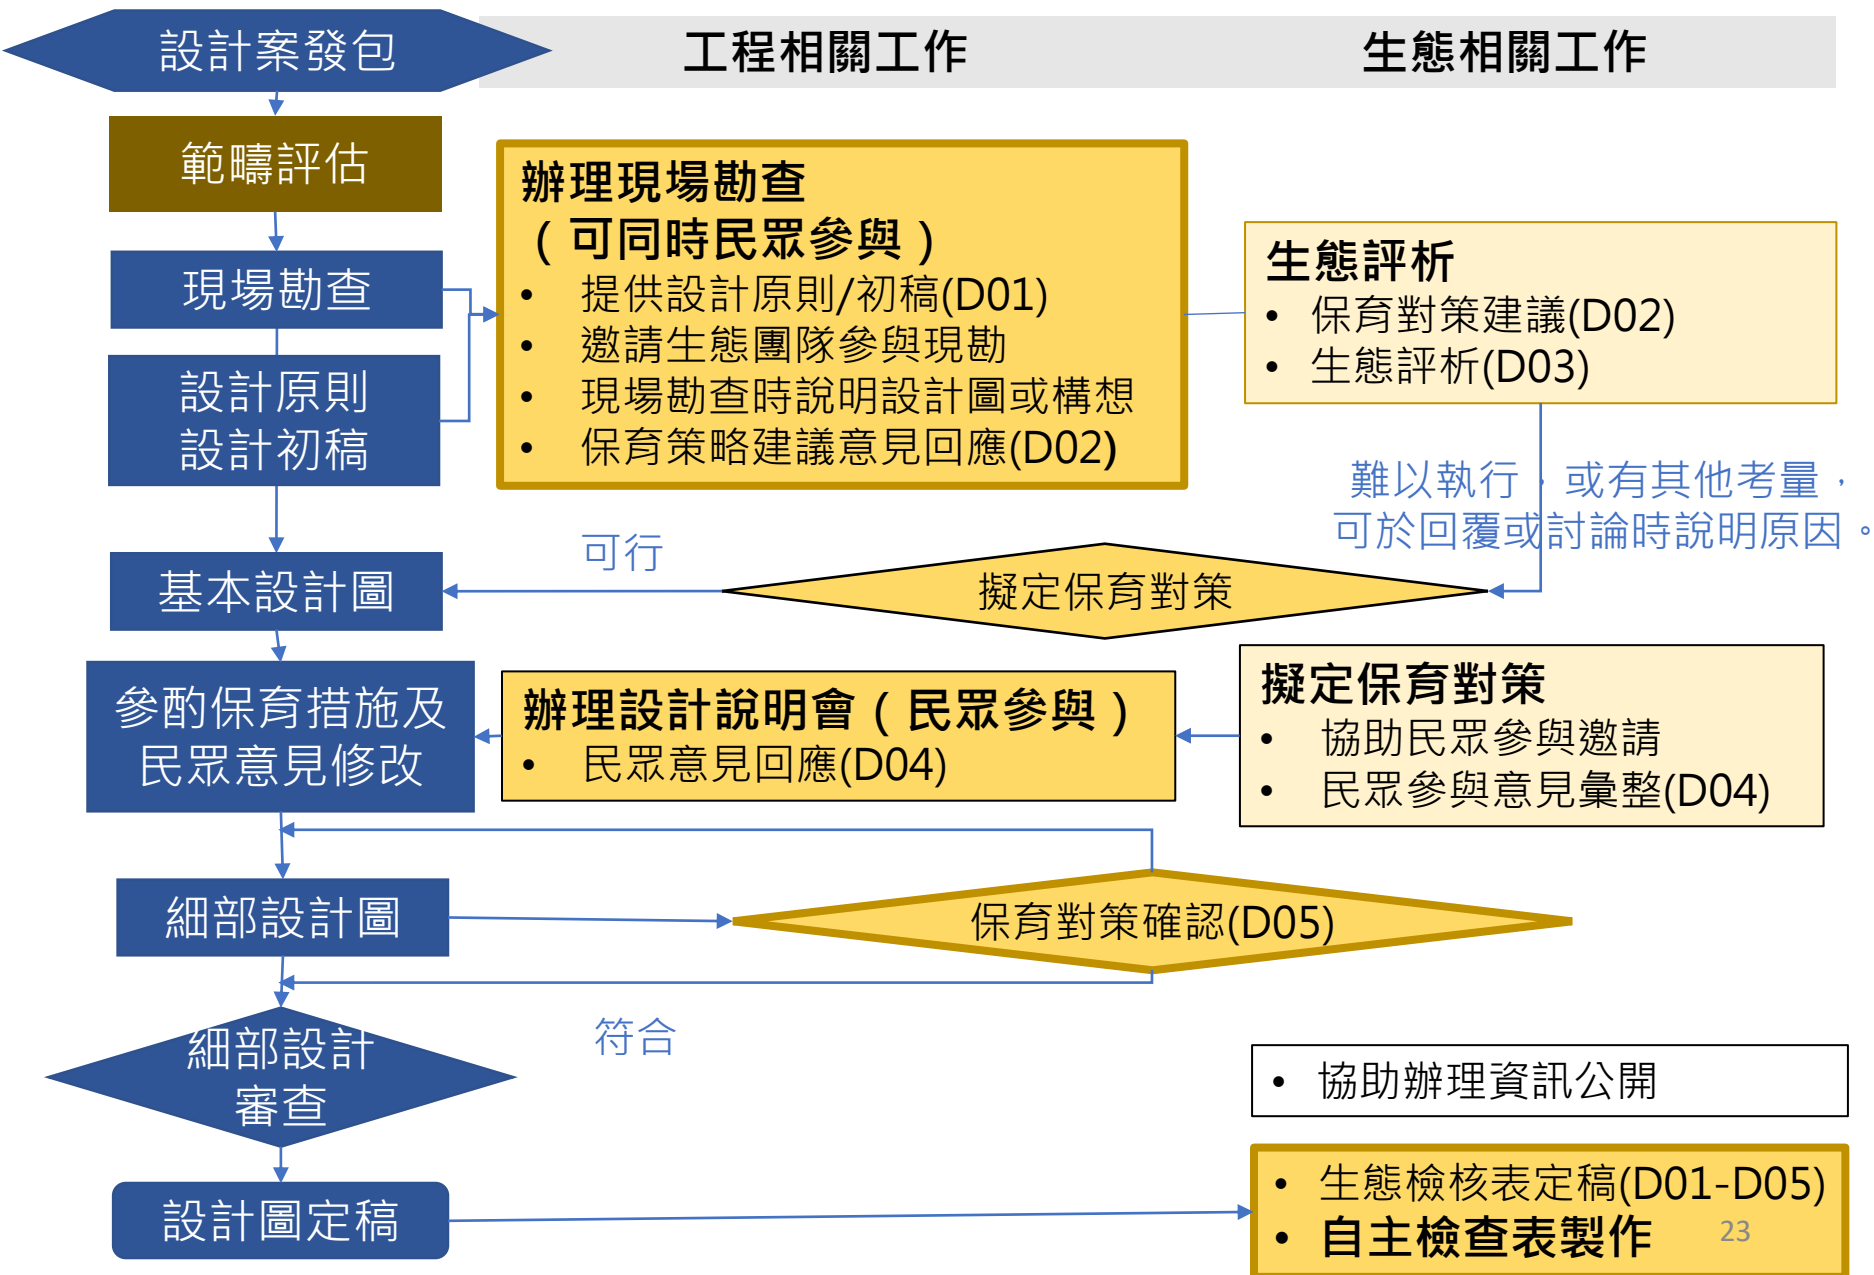 設計案發包
工程相關工作
生態相關工作
範疇評估
現場勘查
設計原則
設計初稿
辦理現場勘查
（可同時民眾參與）
• 提供設計原則/初稿(D01)
• 邀請生態團隊參與現勘
• 現場勘查時說明設計圖或構想
• 保育策略建議意見回應(D02)
生態評析
• 保育對策建議(D02)
• 生態評析(D03)
難以執行，或有其他考量，
可於回覆或討論時說明原因。
可行
擬定保育對策
基本設計圖
參酌保育措施及
民眾意見修改
辦理設計說明會（民眾參與）
• 民眾意見回應(D04)
擬定保育對策
• 協助民眾參與邀請
• 民眾參與意見彙整(D04)
細部設計圖
保育對策確認(D05)
符合
細部設計
審查
• 協助辦理資訊公開
設計圖定稿
• 生態檢核表定稿(D01-D05)
• 自主檢查表製作
23